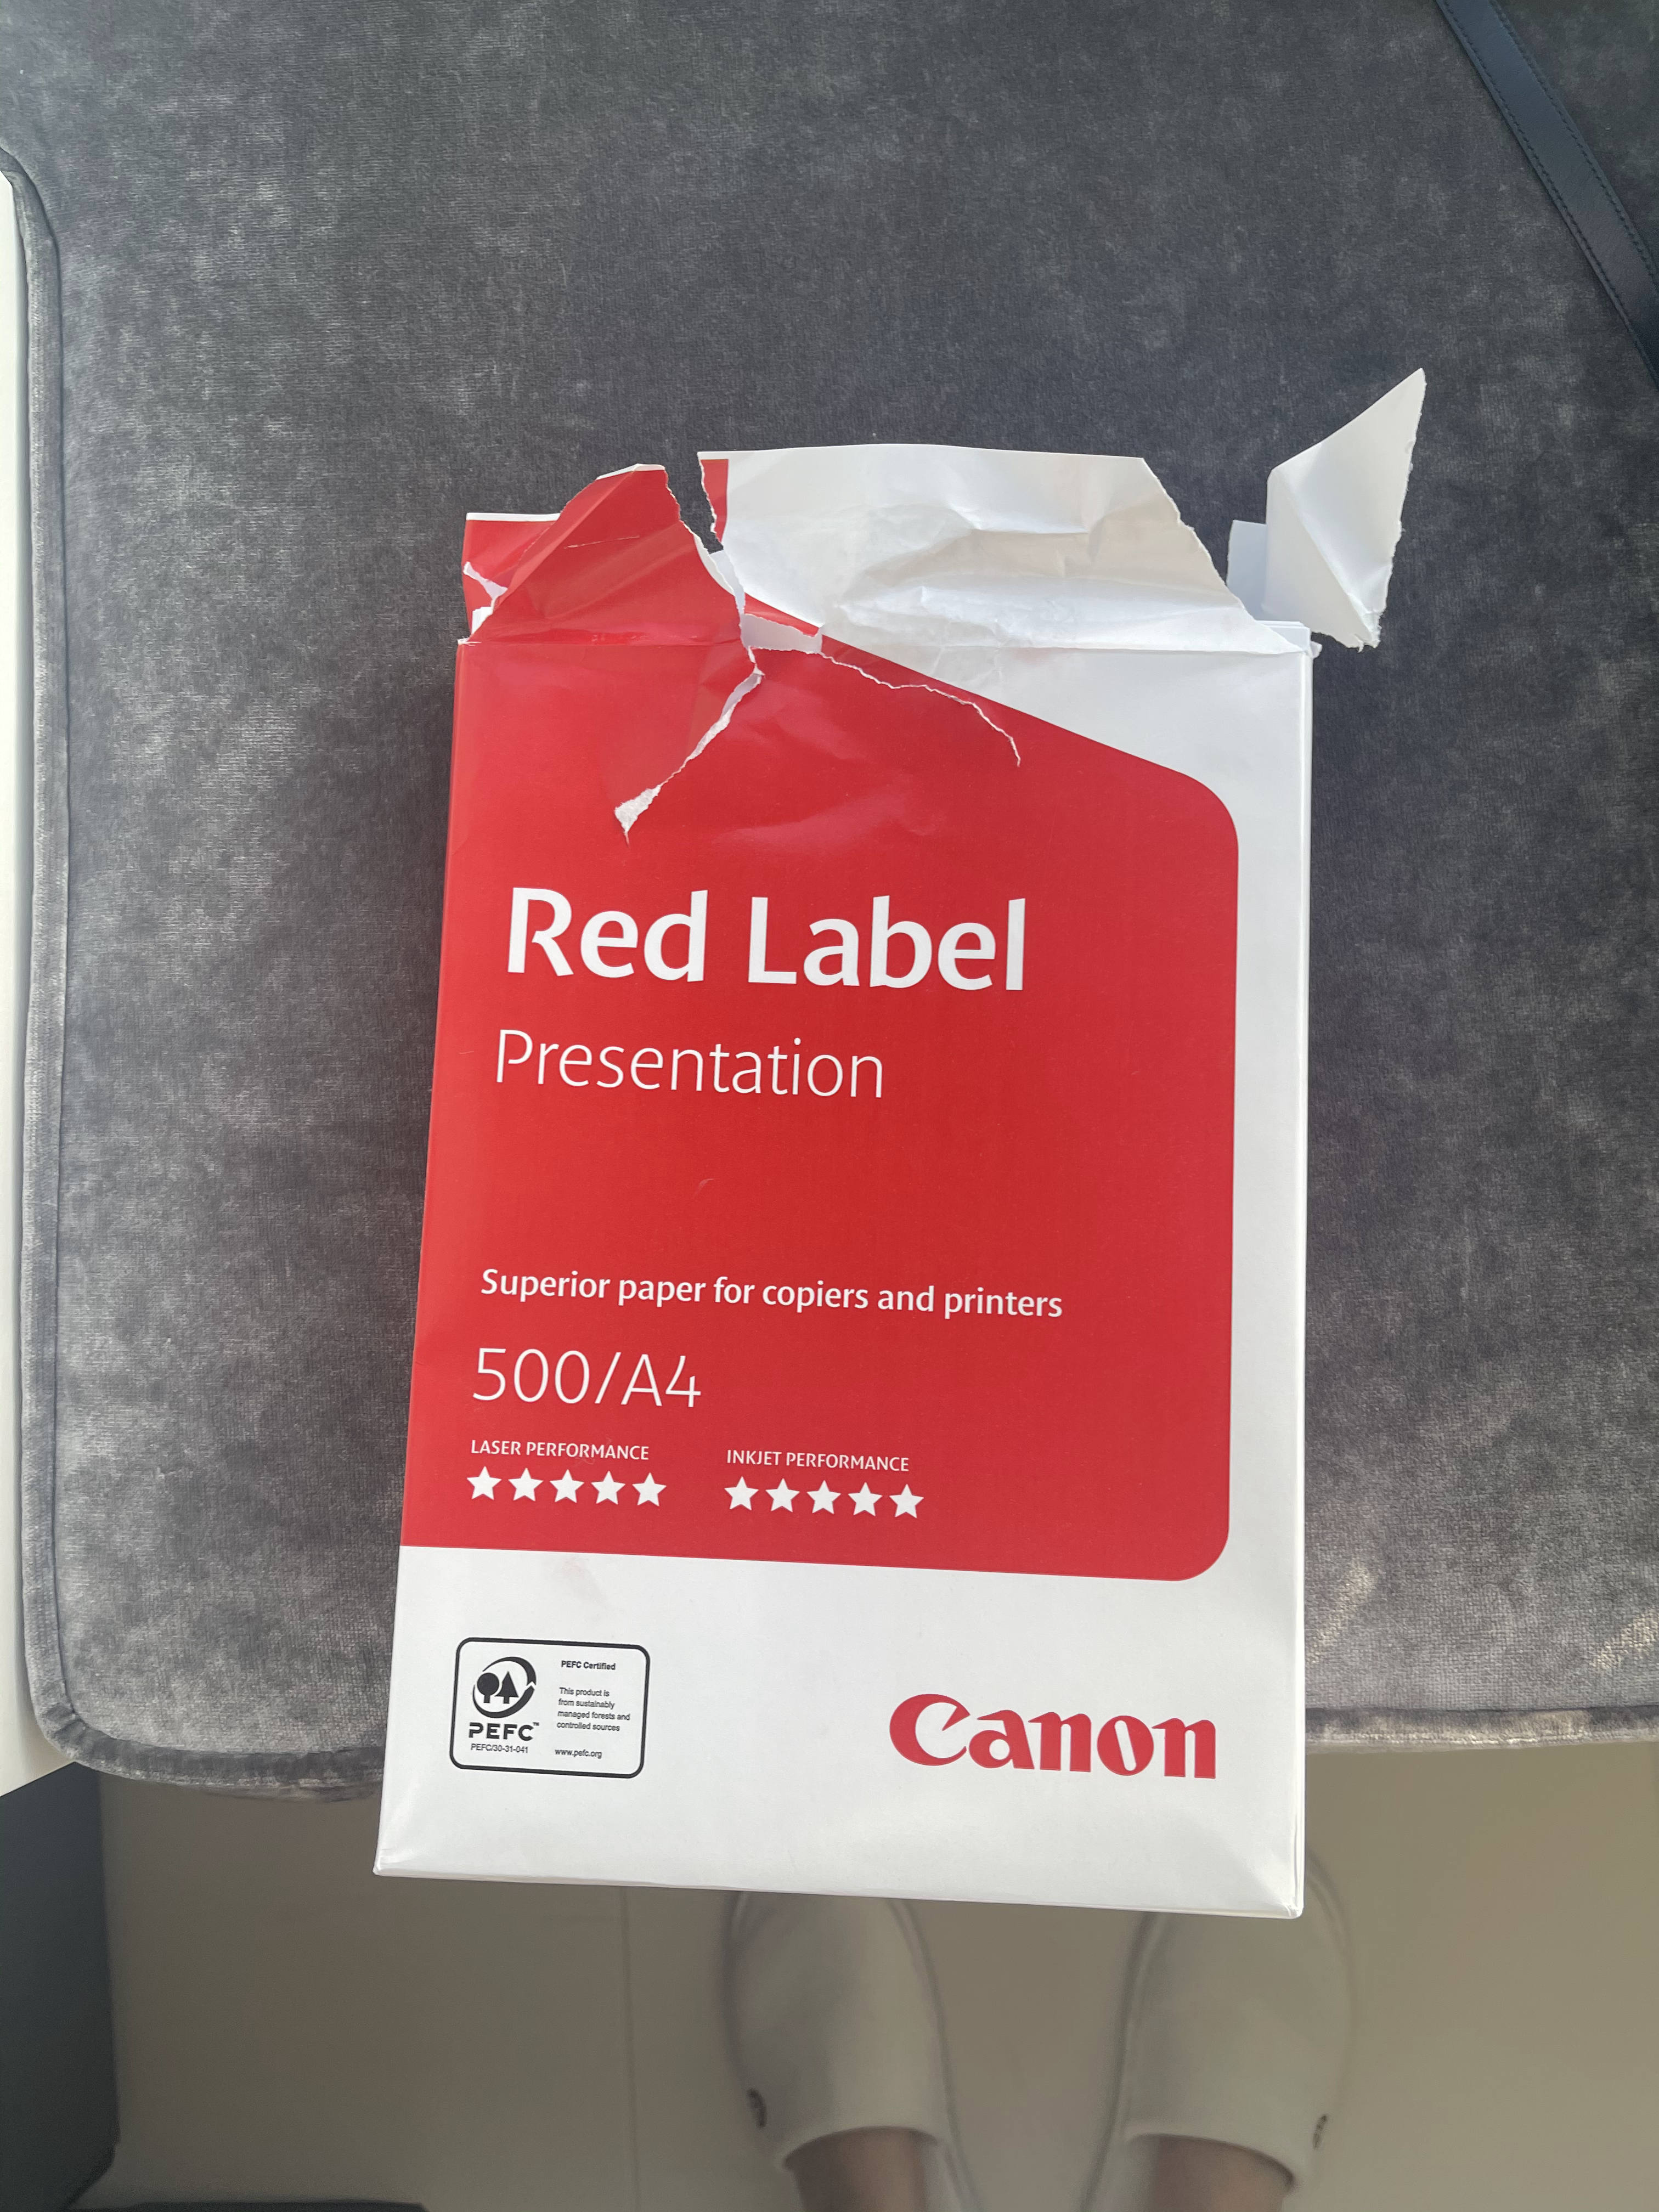 Red Label
Presentation
Superior paper for copiers and printers
500/A4
LASER PERFORMANCE
INKJET PERFORMANCE
PEFC Certified
This product is
from sustainably
managed forests and
controlled sources
www.pefc.org
PEFC™
PEFC/30-31-041
Canon